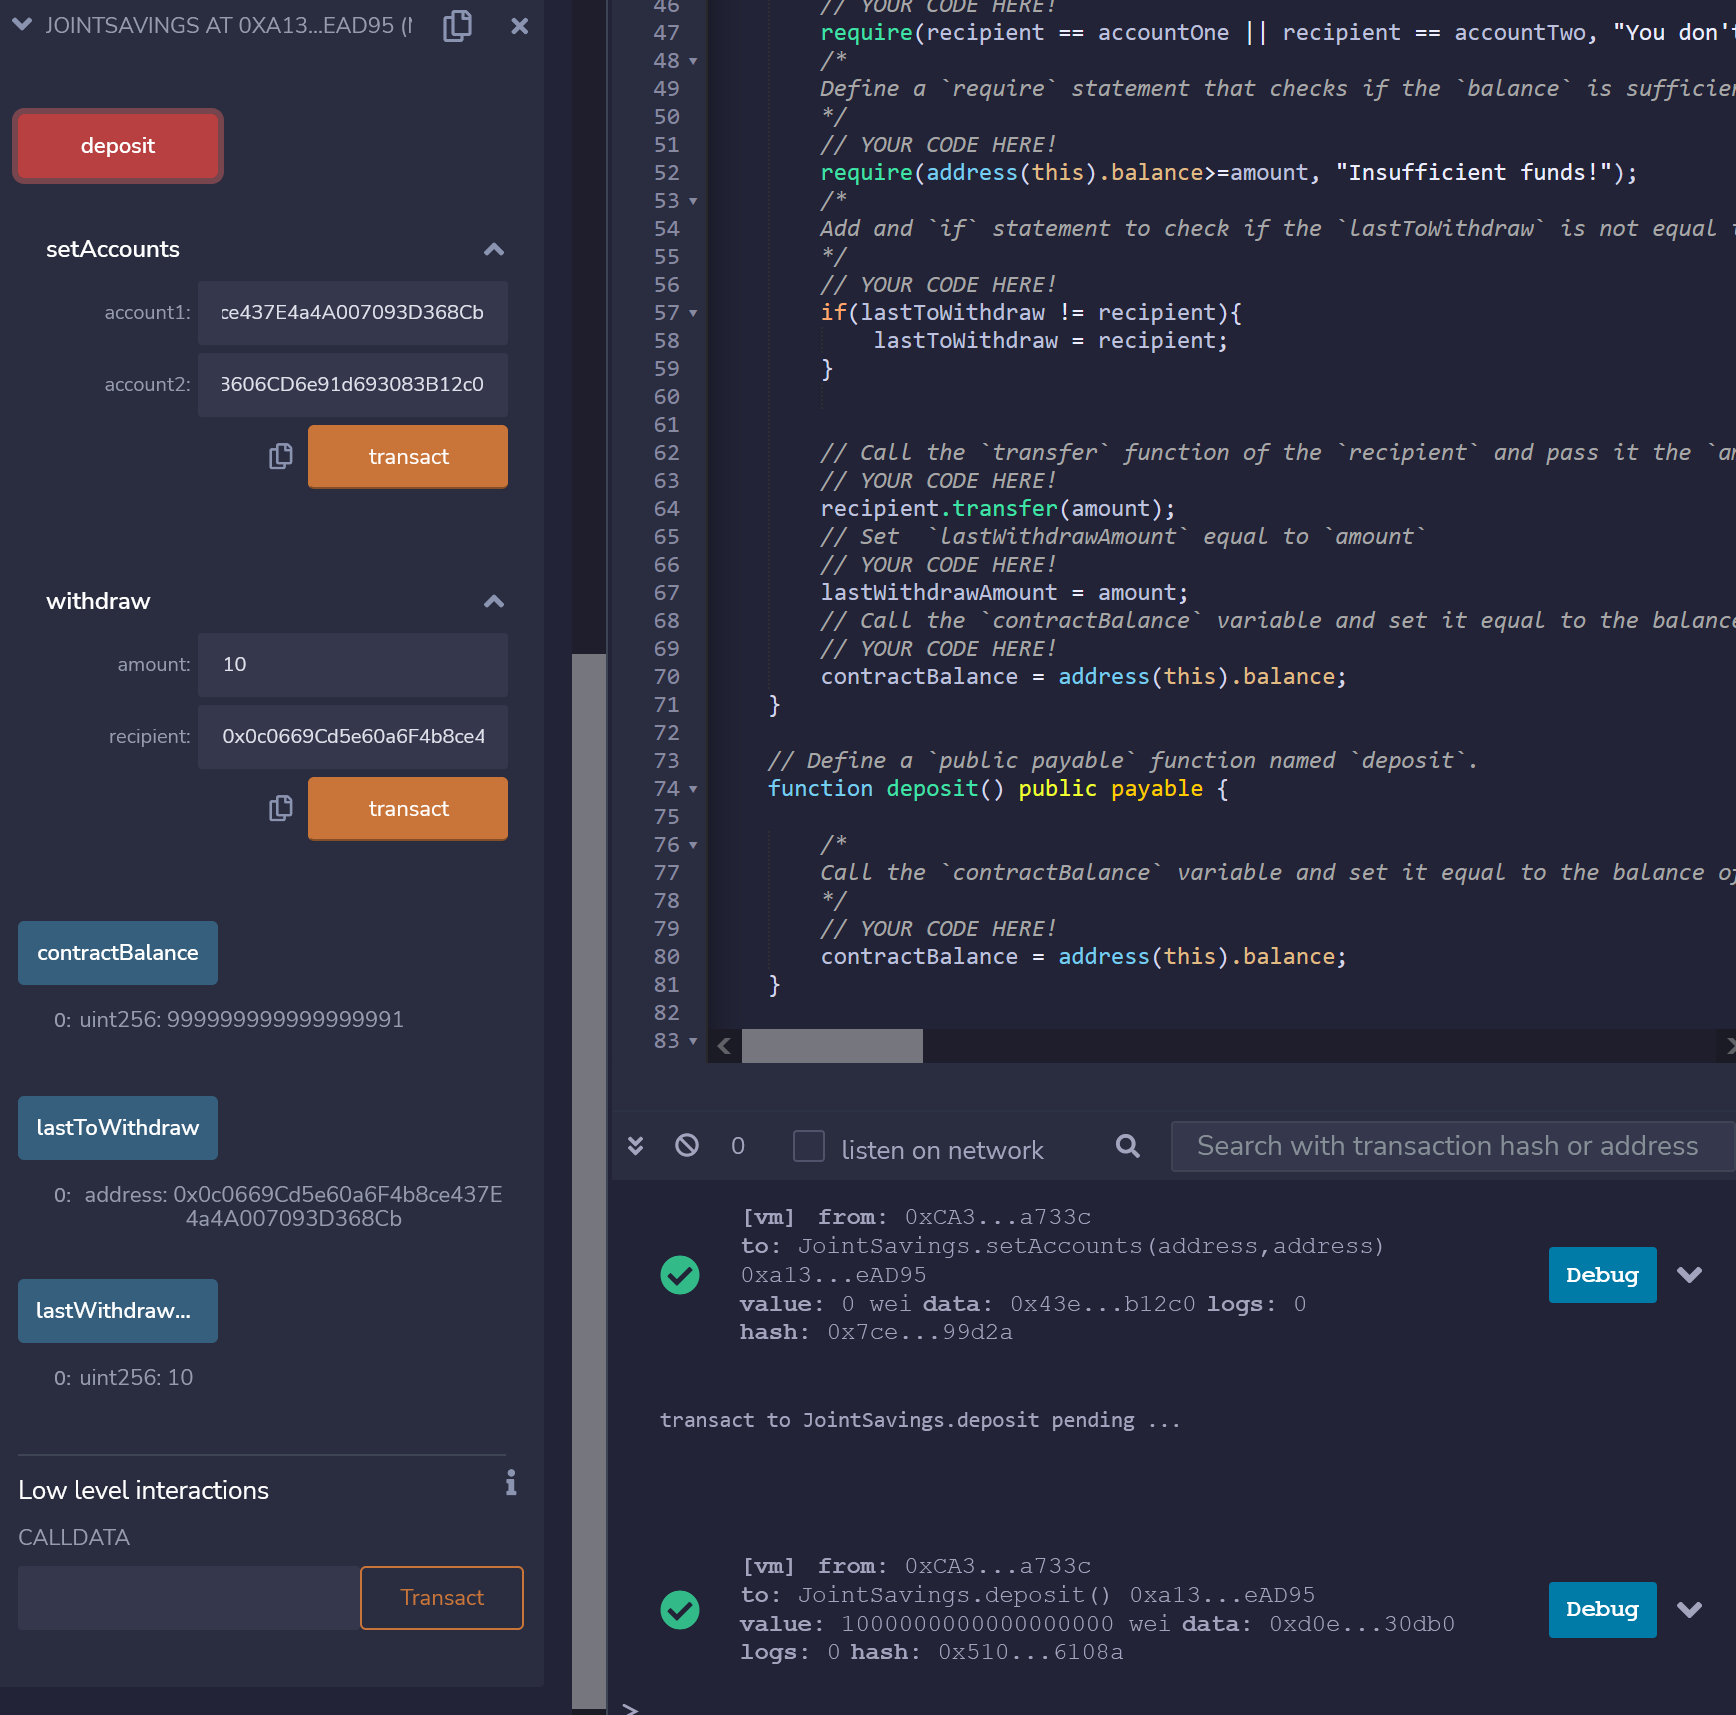 JOINTSAVINGS AT 0XA13...EAD95 (
deposit
setAccounts
account1: ce437E4a4A007093D368Cb
account2: 3606CD6e91d693083B12c0
transact
withdraw
amount: 10
recipient: 0x0c0669Cd5e60a6F4b8ce4
transact
contractBalance
0: uint256: 999999999999999991
lastToWithdraw
0: address: 0x0c0669Cd5e60a6F4b8ce437E
4a4A007093D368Cb
lastWithdraw...
0: uint256: 10
Low level interactions
CALLDATA
Transact
46 // YOUR CODE HERE!
47 require(recipient == accountOne || recipient == accountTwo, "You don't
48 /*
49 Define a `require` statement that checks if the `balance` is sufficien
50 */
51 // YOUR CODE HERE!
52 require(address(this).balance>=amount, "Insufficient funds!");
53 /*
54 Add and `if` statement to check if the `lastToWithdraw` is not equal t
55 */
56 // YOUR CODE HERE!
57 if(lastToWithdraw != recipient){
58 lastToWithdraw = recipient;
59 }
60
61
62 // Call the `transfer` function of the `recipient` and pass it the `am
63 // YOUR CODE HERE!
64 recipient.transfer(amount);
65 // Set  `lastWithdrawAmount` equal to `amount`
66 // YOUR CODE HERE!
67 lastWithdrawAmount = amount;
68 // Call the `contractBalance` variable and set it equal to the balance
69 // YOUR CODE HERE!
70 contractBalance = address(this).balance;
71 }
72
73 // Define a `public payable` function named `deposit`.
74 function deposit() public payable {
75
76 /*
77 Call the `contractBalance` variable and set it equal to the balance of
78 */
79 // YOUR CODE HERE!
80 contractBalance = address(this).balance;
81 }
82
83
0 listen on network Search with transaction hash or address
[vm] from: 0xCA3...a733c
to: JointSavings.setAccounts(address,address)
0xa13...eAD95
value: 0 wei data: 0x43e...b12c0 logs: 0
hash: 0x7ce...99d2a
Debug
transact to JointSavings.deposit pending ...
[vm] from: 0xCA3...a733c
to: JointSavings.deposit() 0xa13...eAD95
value: 1000000000000000000 wei data: 0xd0e...30db0
logs: 0 hash: 0x510...6108a
Debug
>